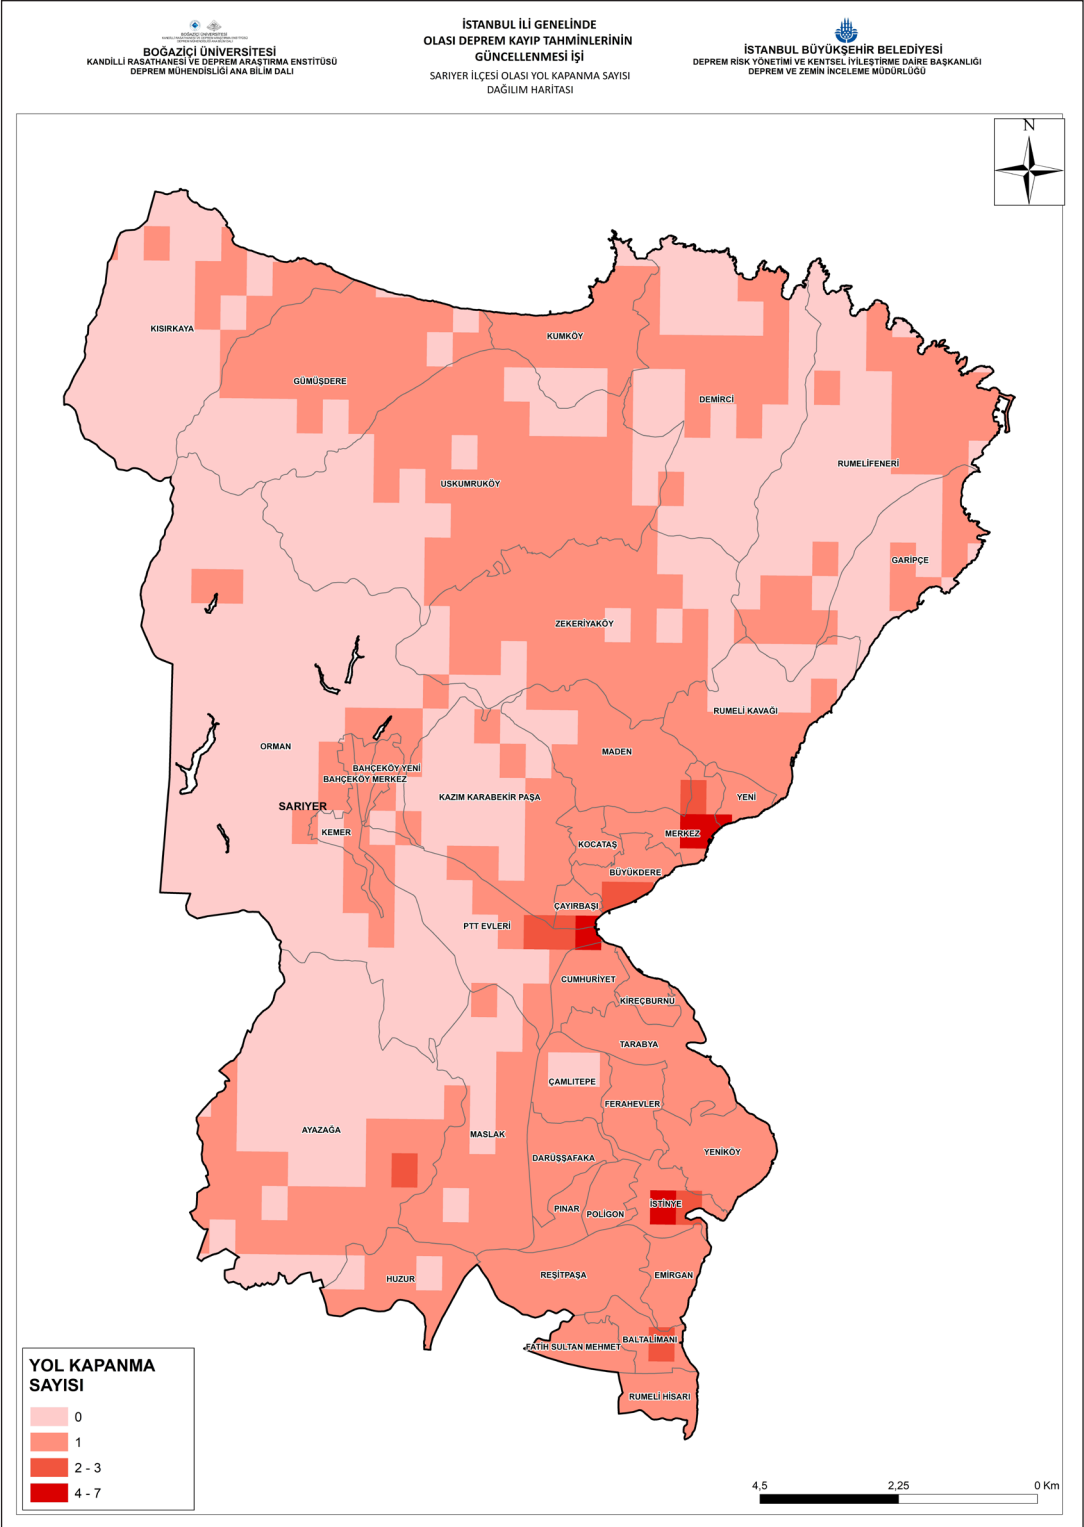 BOĞAZİÇİ ÜNİVERSİTESİ
KANDİLLİ RASATHANESİ VE DEPREM ARAŞTIRMA ENSTİTÜSÜ
DEPREM MÜHENDİSLİĞİ ANA BİLİM DALI
İSTANBUL İLİ GENELİNDE
OLASI DEPREM KAYIP TAHMİNLERİNİN
GÜNCELLENMESİ İŞİ
SARIYER İLÇESİ OLASI YOL KAPANMA SAYISI
DAĞILIM HARİTASI
İSTANBUL BÜYÜKŞEHİR BELEDİYESİ
DEPREM RİSK YÖNETİMİ VE KENTSEL İYİLEŞTİRME DAİRE BAŞKANLIĞI
DEPREM VE ZEMİN İNCELEME MÜDÜRLÜĞÜ
N
KISIRKAYA
KUMKÖY
GÜMÜŞDERE
DEMİRCİ
RUMELİFENERİ
USKUMRUKÖY
GARİPÇE
ZEKERİYAKÖY
RUMELİ KAVAĞI
ORMAN
MADEN
BAHÇEKÖY YENİ
BAHÇEKÖY MERKEZ
KAZIM KARABEKİR PAŞA
YENİ
SARIYER
KEMER
MERKEZ
KOCATAŞ
BÜYÜKDERE
ÇAYIRBAŞI
PTT EVLERİ
CUMHURİYET
KİREÇBURNU
TARABYA
ÇAMLITEPE
FERAHEVLER
AYAZAĞA
MASLAK
YENİKÖY
DARÜŞŞAFAKA
İSTİNYE
PINAR
POLİGON
REŞİTPAŞA
EMİRGAN
HUZUR
BALTALİMANI
FATİH SULTAN MEHMET
RUMELİ HİSARI
YOL KAPANMA
SAYISI
0
1
2 - 3
4 - 7
4,5 2,25 0 Km